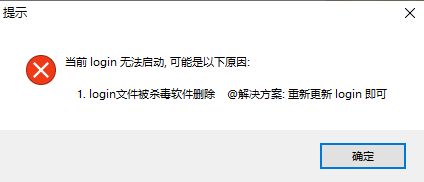 提示
当前 login 无法启动, 可能是以下原因:
1. login文件被杀毒软件删除 @解决方案: 重新更新 login 即可
确定